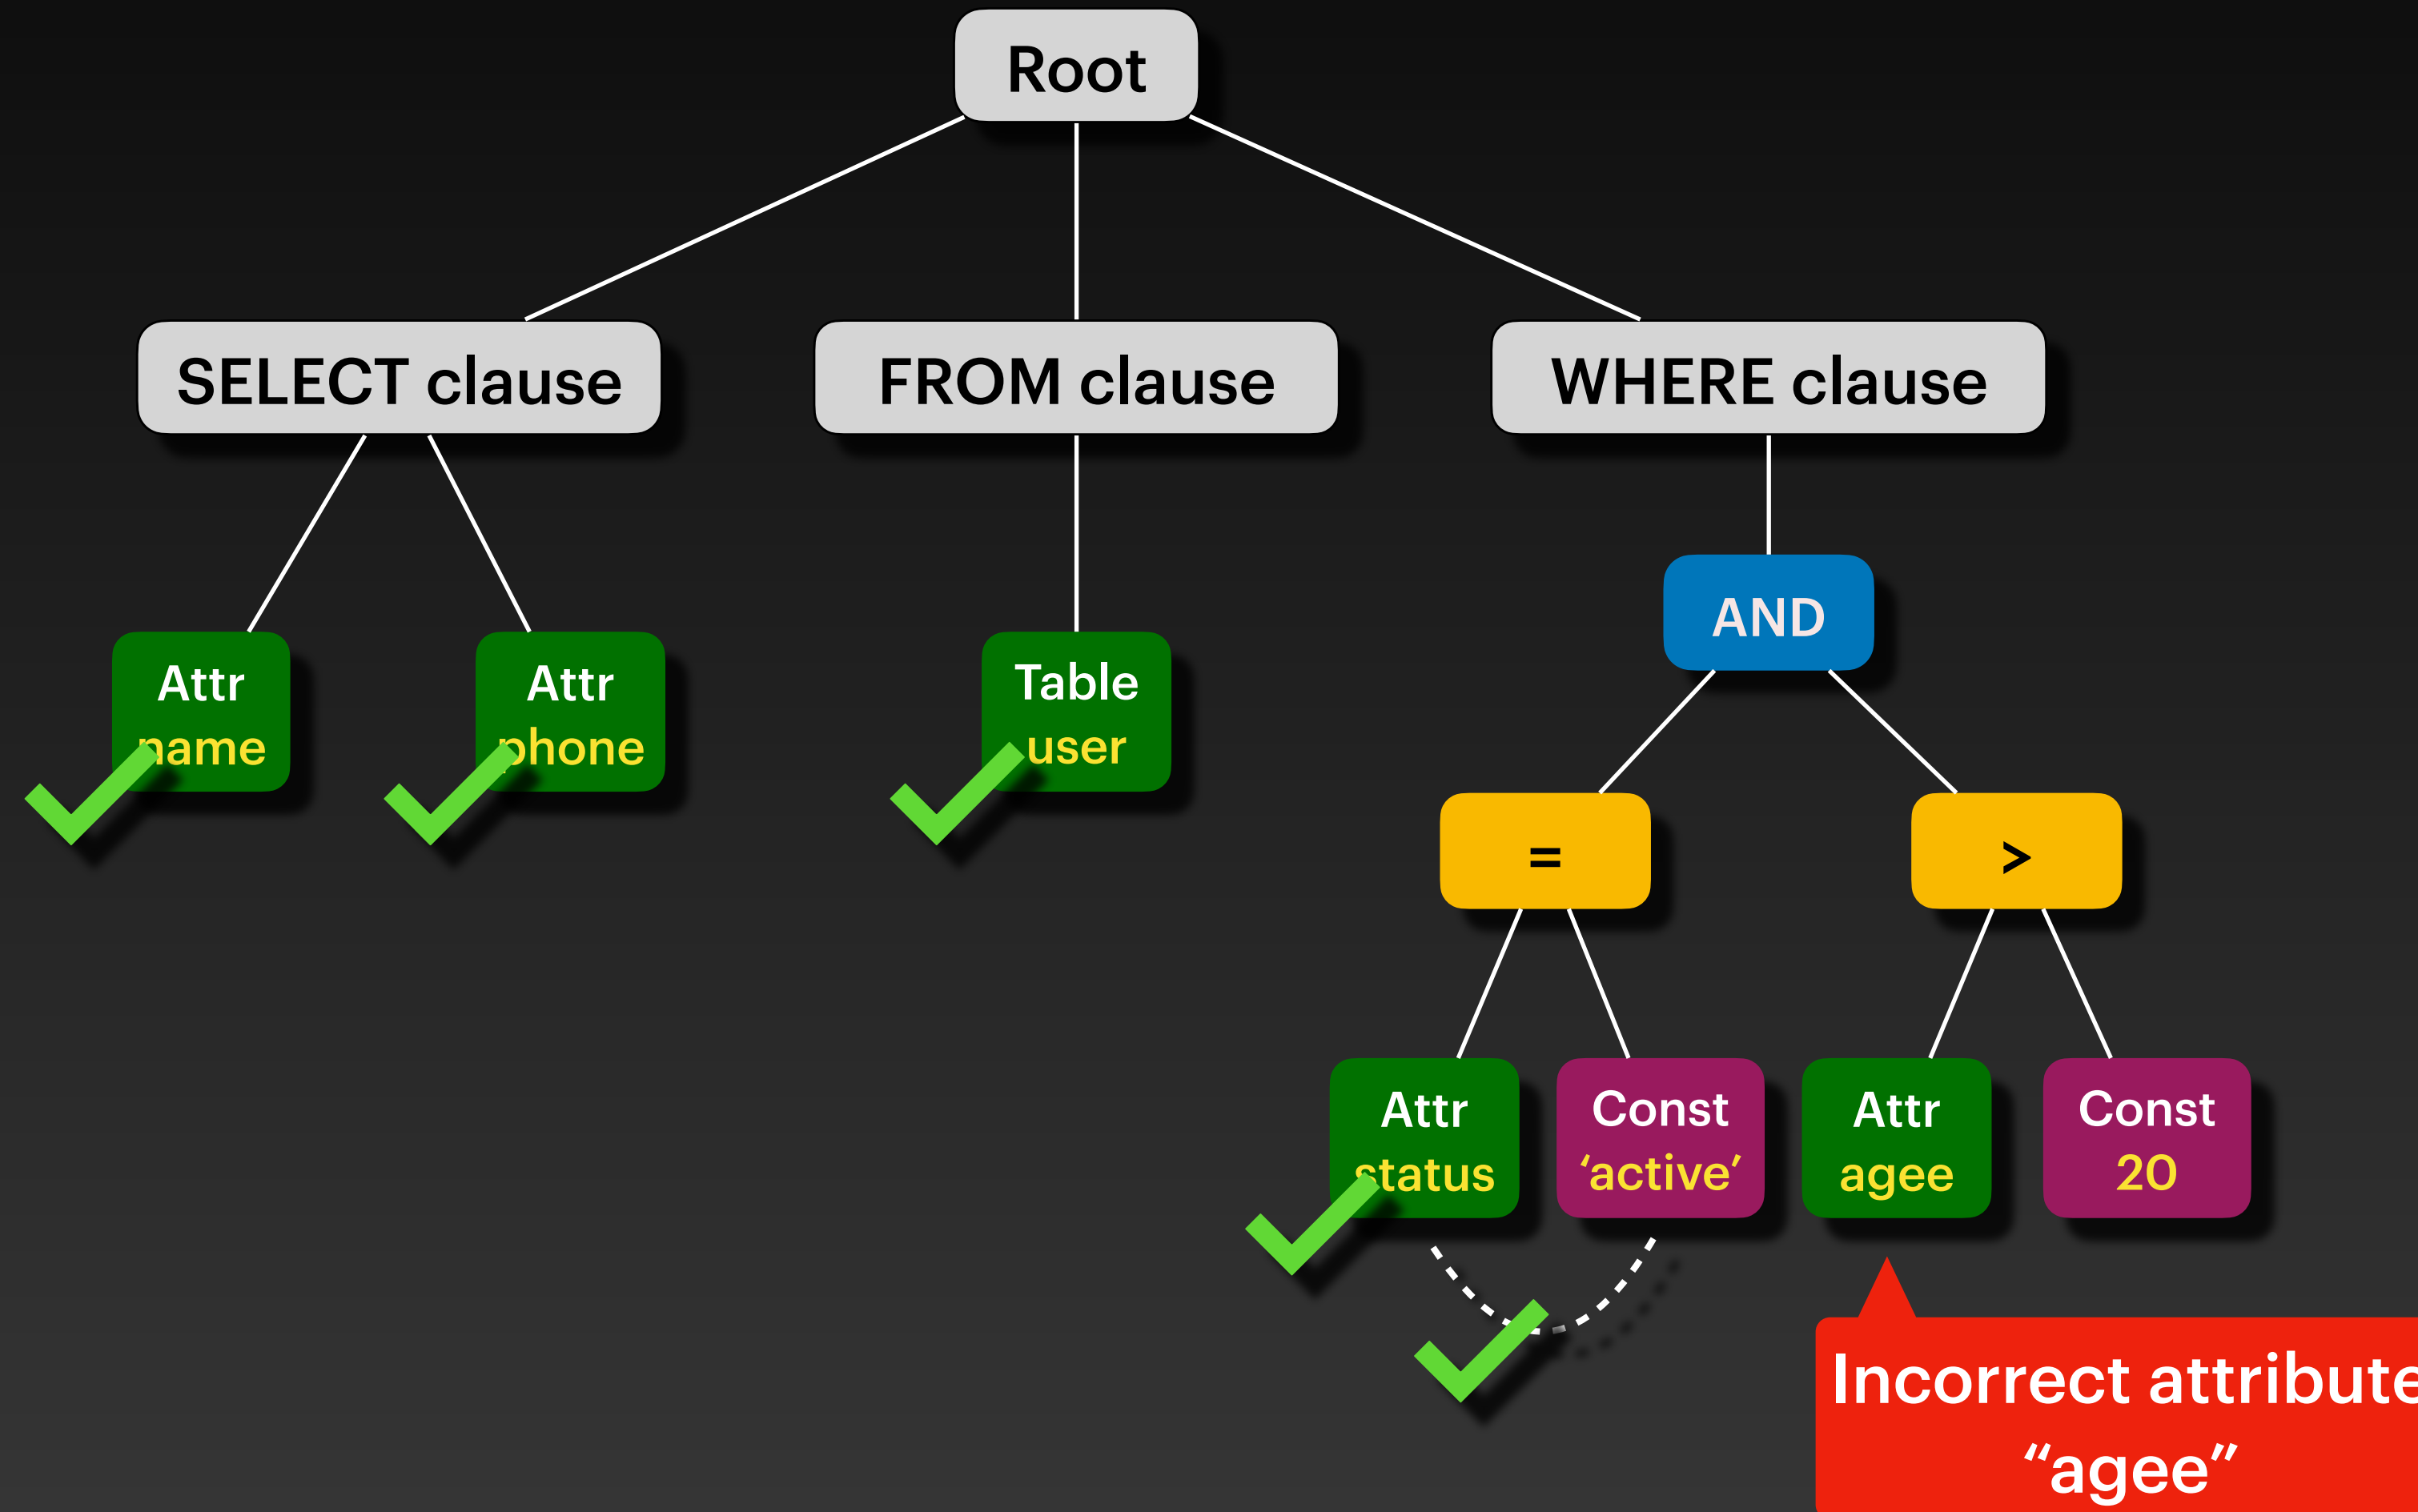 Root
SELECT clause
FROM clause
WHERE clause
Attr
name
Attr
phone
Table
user
AND
=
>
Attr
status
Const
‘active’
Attr
agee
Const
20
Incorrect attribute
“agee”